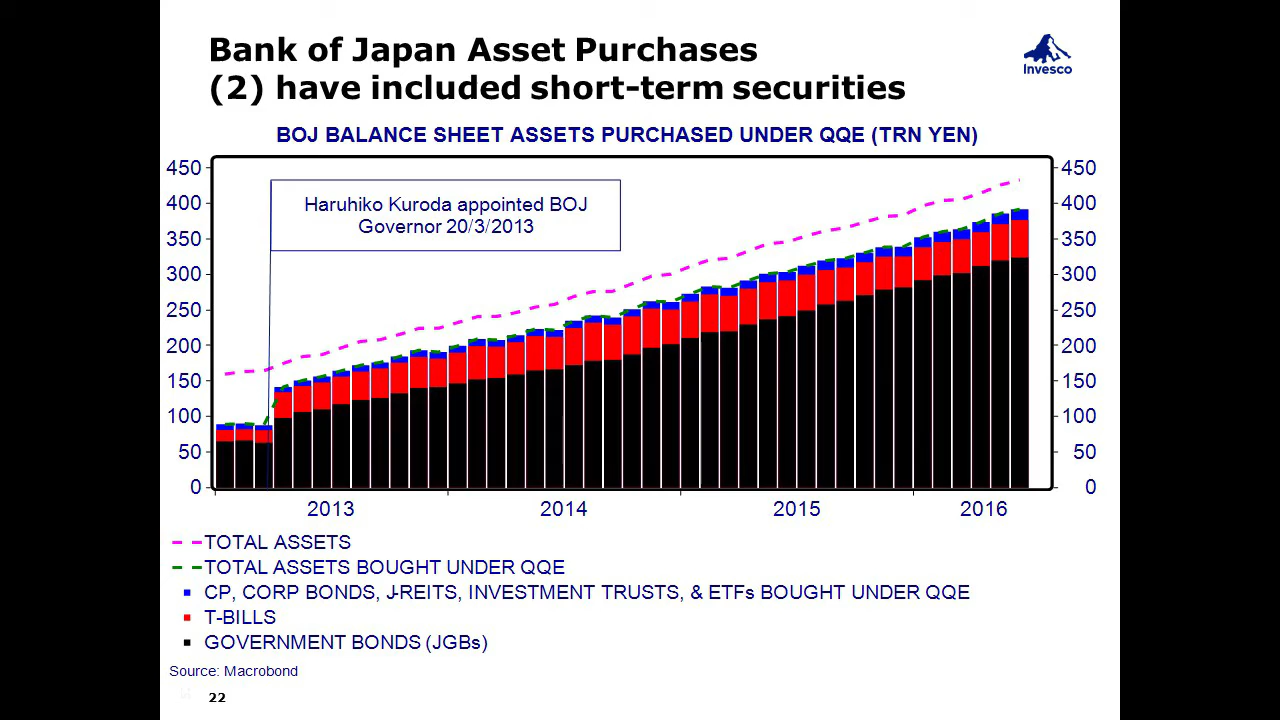 Bank of Japan Asset Purchases
(2) have included short-term securities
Invesco
BOJ BALANCE SHEET ASSETS PURCHASED UNDER QQE (TRN YEN)
450 450
400 400
350 350
300 300
250 250
200 200
150 150
100 100
50 50
0 0
Haruhiko Kuroda appointed BOJ
Governor 20/3/2013
2013 2014 2015 2016
TOTAL ASSETS
TOTAL ASSETS BOUGHT UNDER QQE
CP, CORP BONDS, J-REITS, INVESTMENT TRUSTS, & ETFs BOUGHT UNDER QQE
T-BILLS
GOVERNMENT BONDS (JGBs)
Source: Macrobond
22